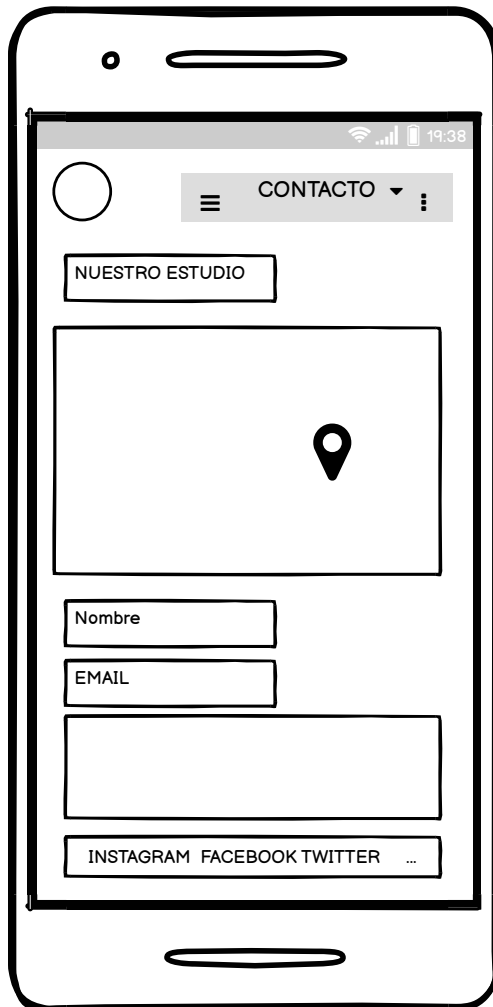 19:38
CONTACTO
NUESTRO ESTUDIO
Nombre
EMAIL
INSTAGRAM FACEBOOK TWITTER ...